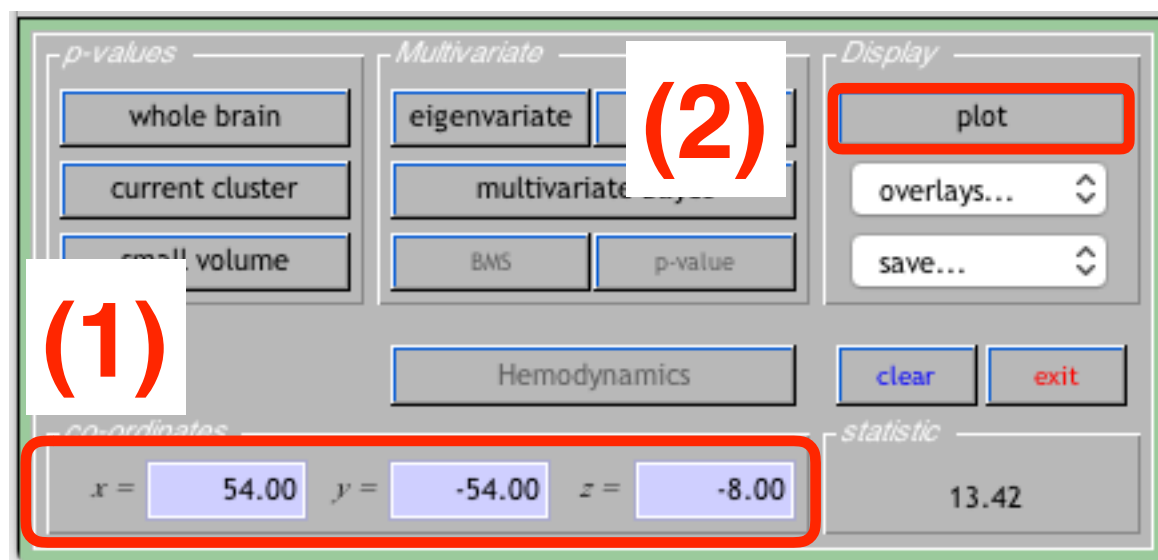 p-values Multivariate Display
whole brain eigenvariate (2) plot
current cluster multivariate overlays...
volume BMS p-value save...
(1)
Hemodynamics clear exit
co-ordinates statistic
x = 54.00 y = -54.00 z = -8.00 13.42